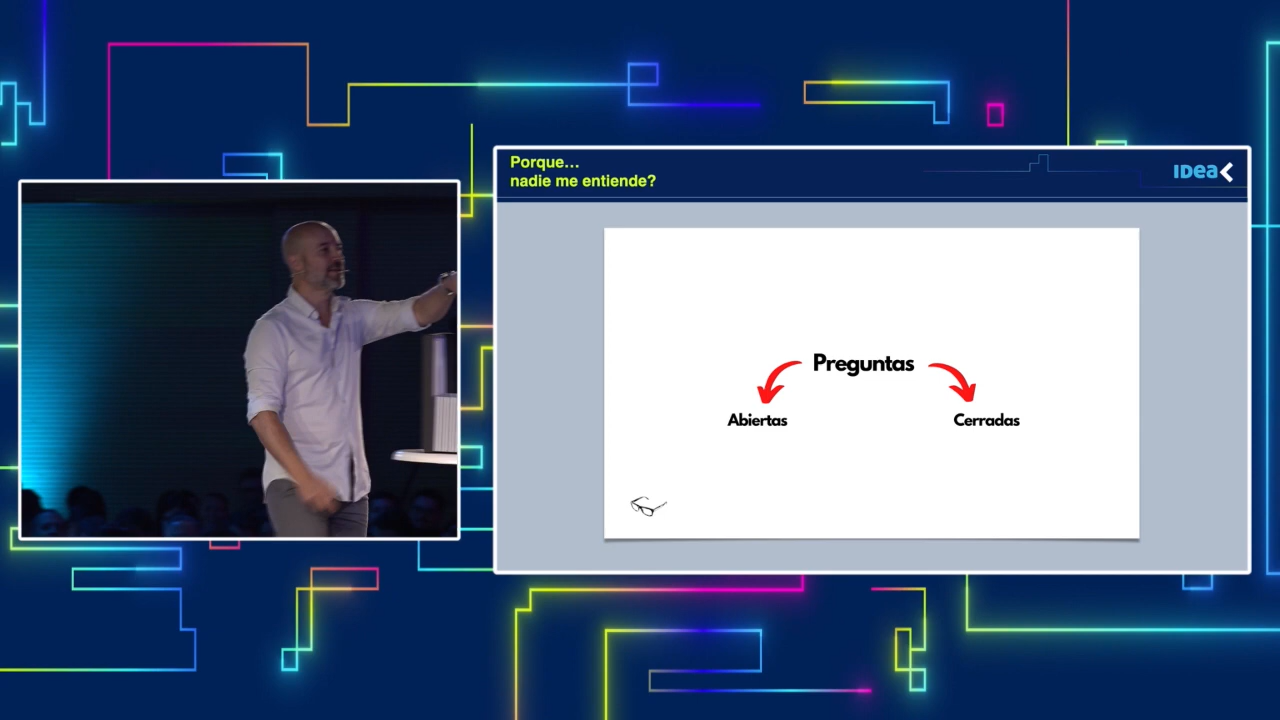 Porque...
nadie me entiende?
IDEA
Preguntas
Abiertas
Cerradas